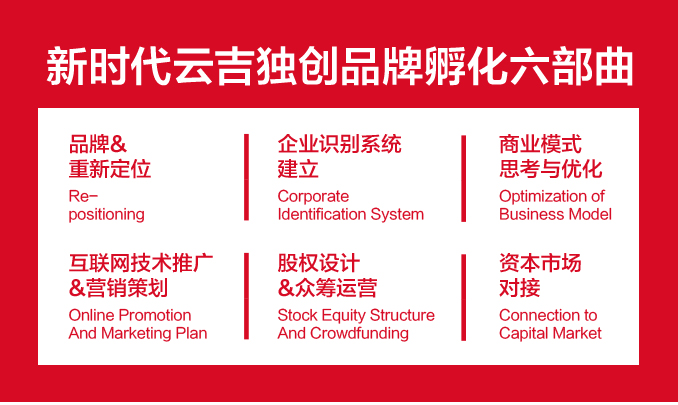 新时代云吉独创品牌孵化六部曲
品牌&
重新定位
Re-
positioning
企业识别系统
建立
Corporate
Identification System
商业模式
思考与优化
Optimization of
Business Model
互联网技术推广
&营销策划
Online Promotion
And Marketing Plan
股权设计
&众筹运营
Stock Equity Structure
And Crowdfunding
资本市场
对接
Connection to
Capital Market